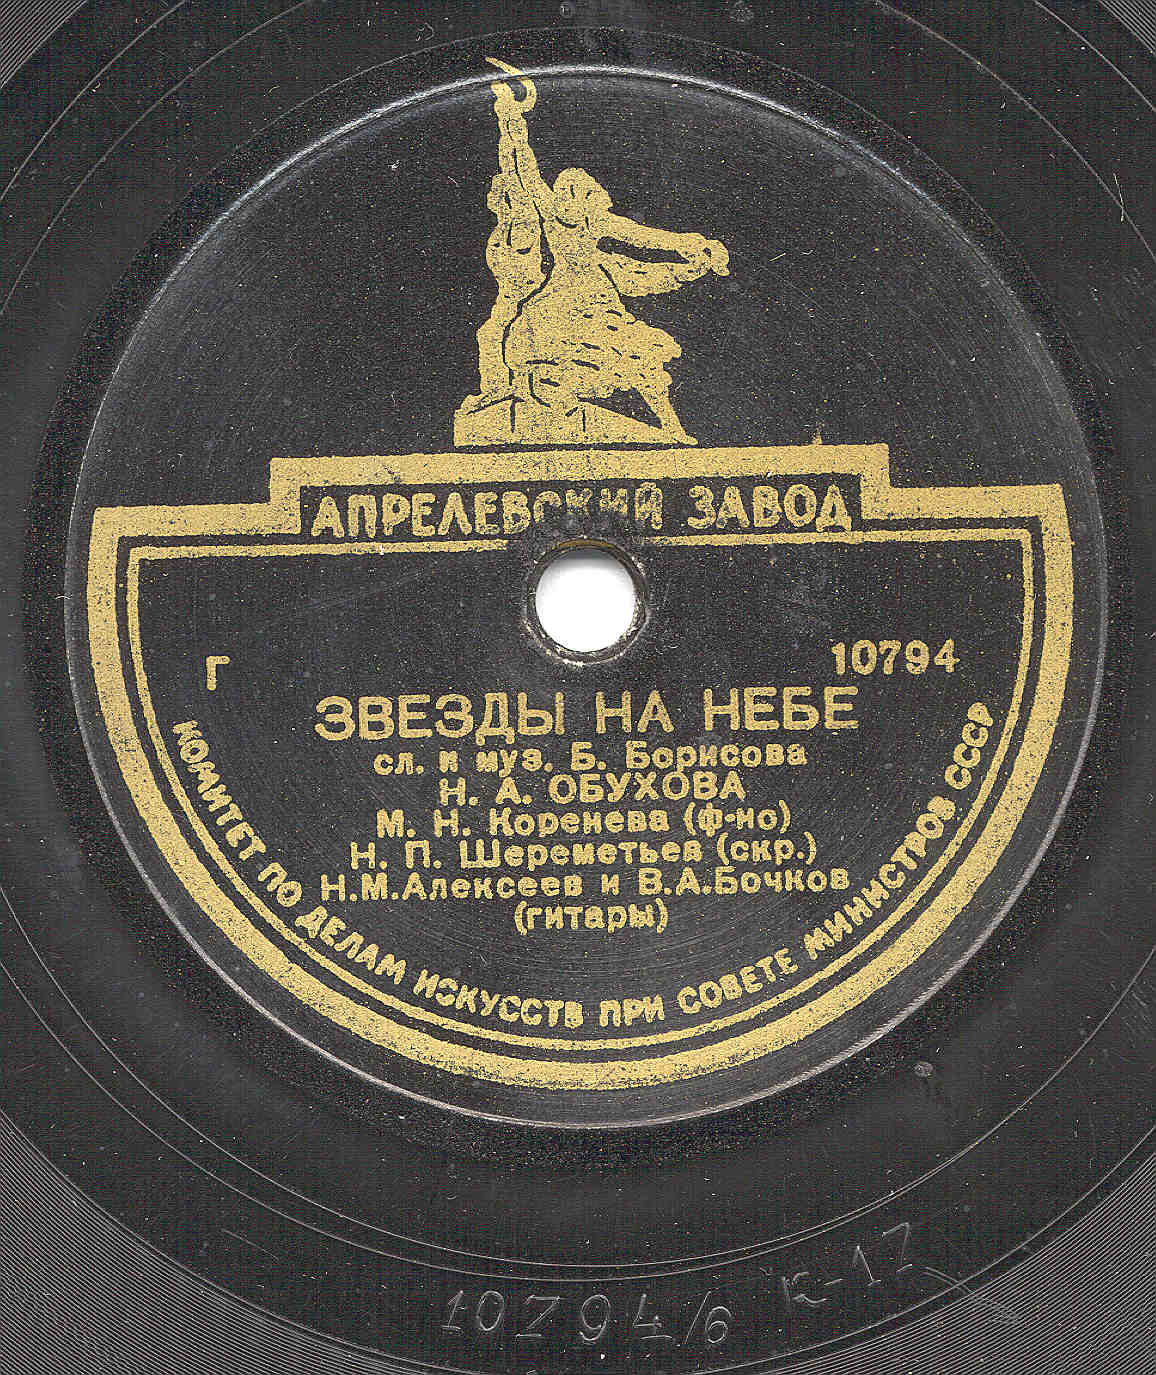 АПРЕЛЕВСКИЙ ЗАВОД
Г
10794
ЗВЕЗДЫ НА НЕБЕ
сл. и муз. Б. Борисова
Н. А. ОБУХОВА
М. Н. Коренева (ф-но)
Н. П. Шереметьев (скр.)
Н.М.Алексеев и В.А.Бочков
(гитары)
КОМИТЕТ ПО ДЕЛАМ ИСКУССТВ ПРИ СОВЕТЕ МИНИСТРОВ СССР
10794/6 К-17